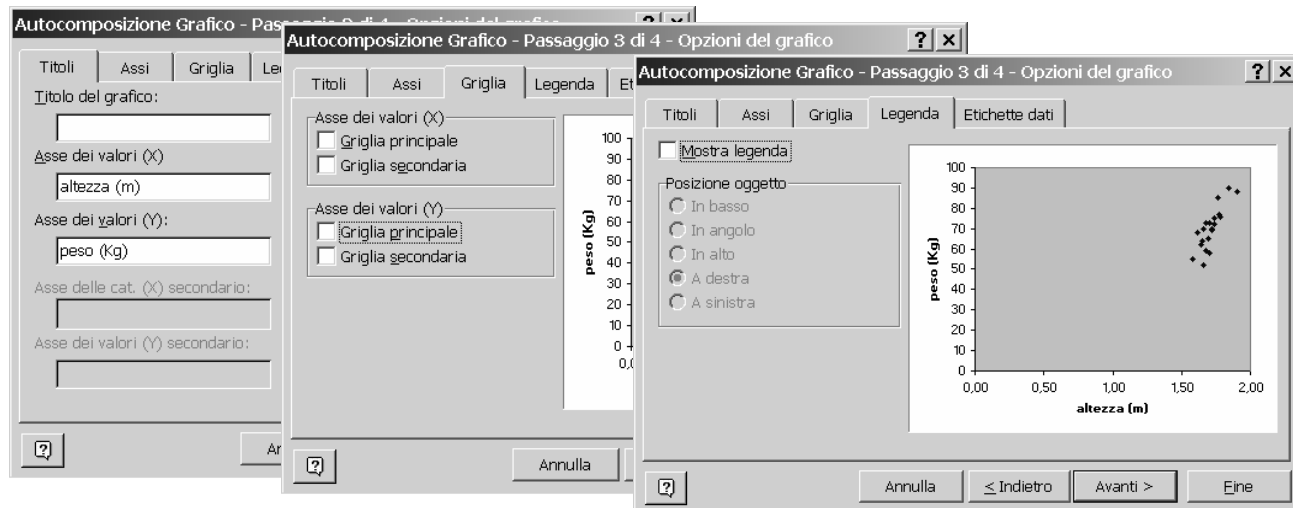 Autocomposizione Grafico - Passaggio 3 di 4 - Opzioni del grafico
Titoli
Assi
Griglia
Titolo del grafico:
Asse dei valori (X)
altezza (m)
Asse dei valori (Y):
peso (Kg)
Asse delle cat. (X) secondario:
Asse dei valori (Y) secondario:
Autocomposizione Grafico - Passaggio 3 di 4 - Opzioni del grafico
Titoli
Assi
Griglia
Legenda
Asse dei valori (X)
Griglia principale
Griglia secondaria
Asse dei valori (Y)
Griglia principale
Griglia secondaria
100
90
80
70
60
50
40
30
20
10
0
peso (Kg)
Annulla
Autocomposizione Grafico - Passaggio 3 di 4 - Opzioni del grafico
Titoli
Assi
Griglia
Legenda
Etichette dati
Mostra legenda
Posizione oggetto
In basso
In angolo
In alto
A destra
A sinistra
100
90
80
70
60
50
40
30
20
10
0
peso (Kg)
0,00 0,50 1,00 1,50 2,00
altezza (m)
Annulla
< Indietro
Avanti >
Fine